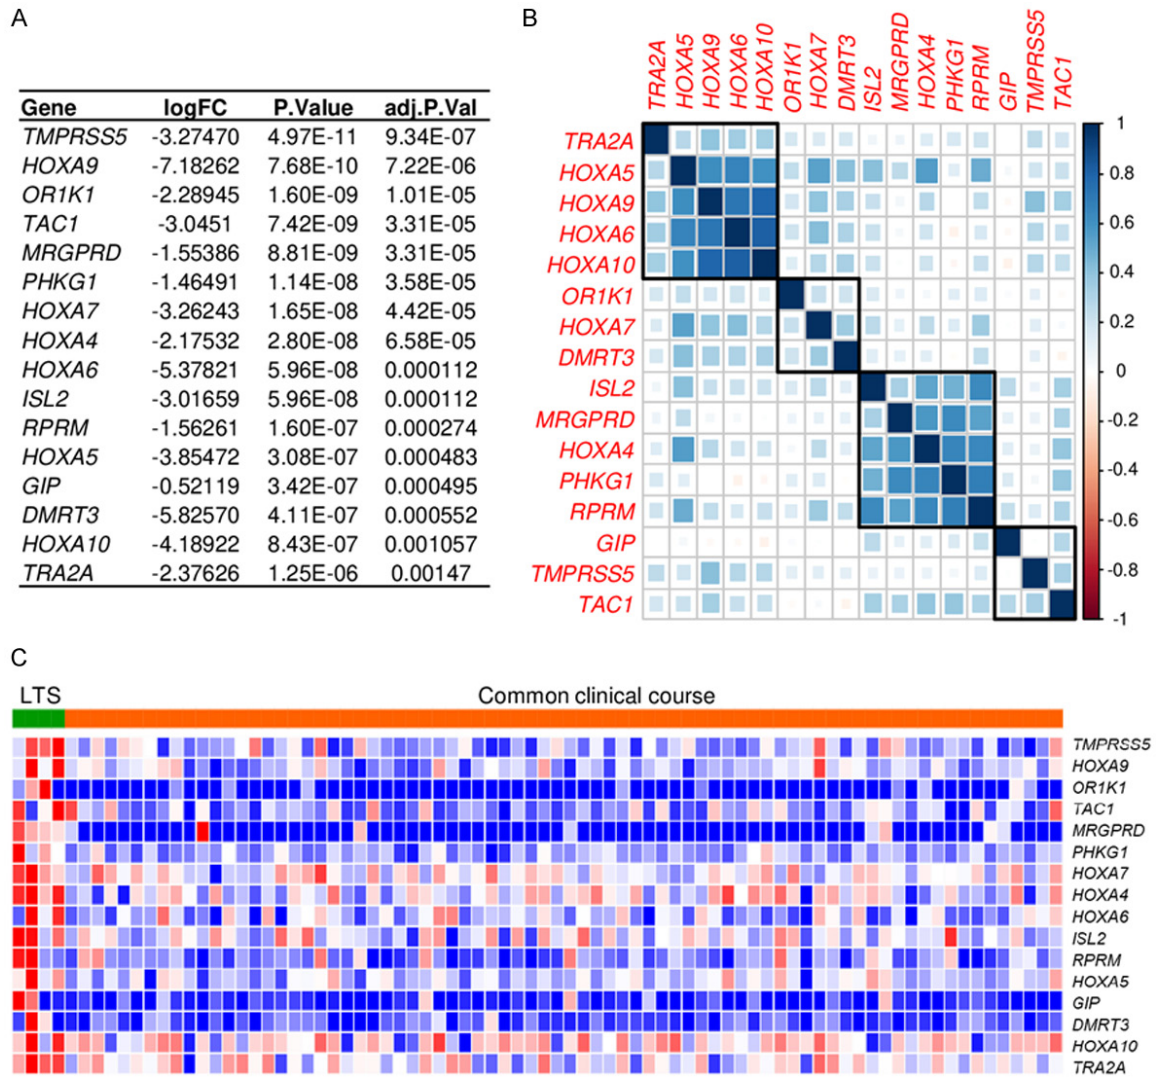 A
Gene logFC P.Value adj.P.Val
TMPRSS5 -3.27470 4.97E-11 9.34E-07
HOXA9 -7.18262 7.68E-10 7.22E-06
OR1K1 -2.28945 1.60E-09 1.01E-05
TAC1 -3.0451 7.42E-09 3.31E-05
MRGPRD -1.55386 8.81E-09 3.31E-05
PHKG1 -1.46491 1.14E-08 3.58E-05
HOXA7 -3.26243 1.65E-08 4.42E-05
HOXA4 -2.17532 2.80E-08 6.58E-05
HOXA6 -5.37821 5.96E-08 0.000112
ISL2 -3.01659 5.96E-08 0.000112
RPRM -1.56261 1.60E-07 0.000274
HOXA5 -3.85472 3.08E-07 0.000483
GIP -0.52119 3.42E-07 0.000495
DMRT3 -5.82570 4.11E-07 0.000552
HOXA10 -4.18922 8.43E-07 0.001057
TRA2A -2.37626 1.25E-06 0.00147
B
TRA2A
HOXA5
HOXA9
HOXA6
HOXA10
OR1K1
HOXA7
DMRT3
ISL2
MRGPRD
HOXA4
PHKG1
RPRM
GIP
TMPRSS5
TAC1
TRA2A
HOXA5
HOXA9
HOXA6
HOXA10
OR1K1
HOXA7
DMRT3
ISL2
MRGPRD
HOXA4
PHKG1
RPRM
GIP
TMPRSS5
TAC1
1
0.8
0.6
0.4
0.2
0
-0.2
-0.4
-0.6
-0.8
-1
C
LTS Common clinical course
TMPRSS5
HOXA9
OR1K1
TAC1
MRGPRD
PHKG1
HOXA7
HOXA4
HOXA6
ISL2
RPRM
HOXA5
GIP
DMRT3
HOXA10
TRA2A